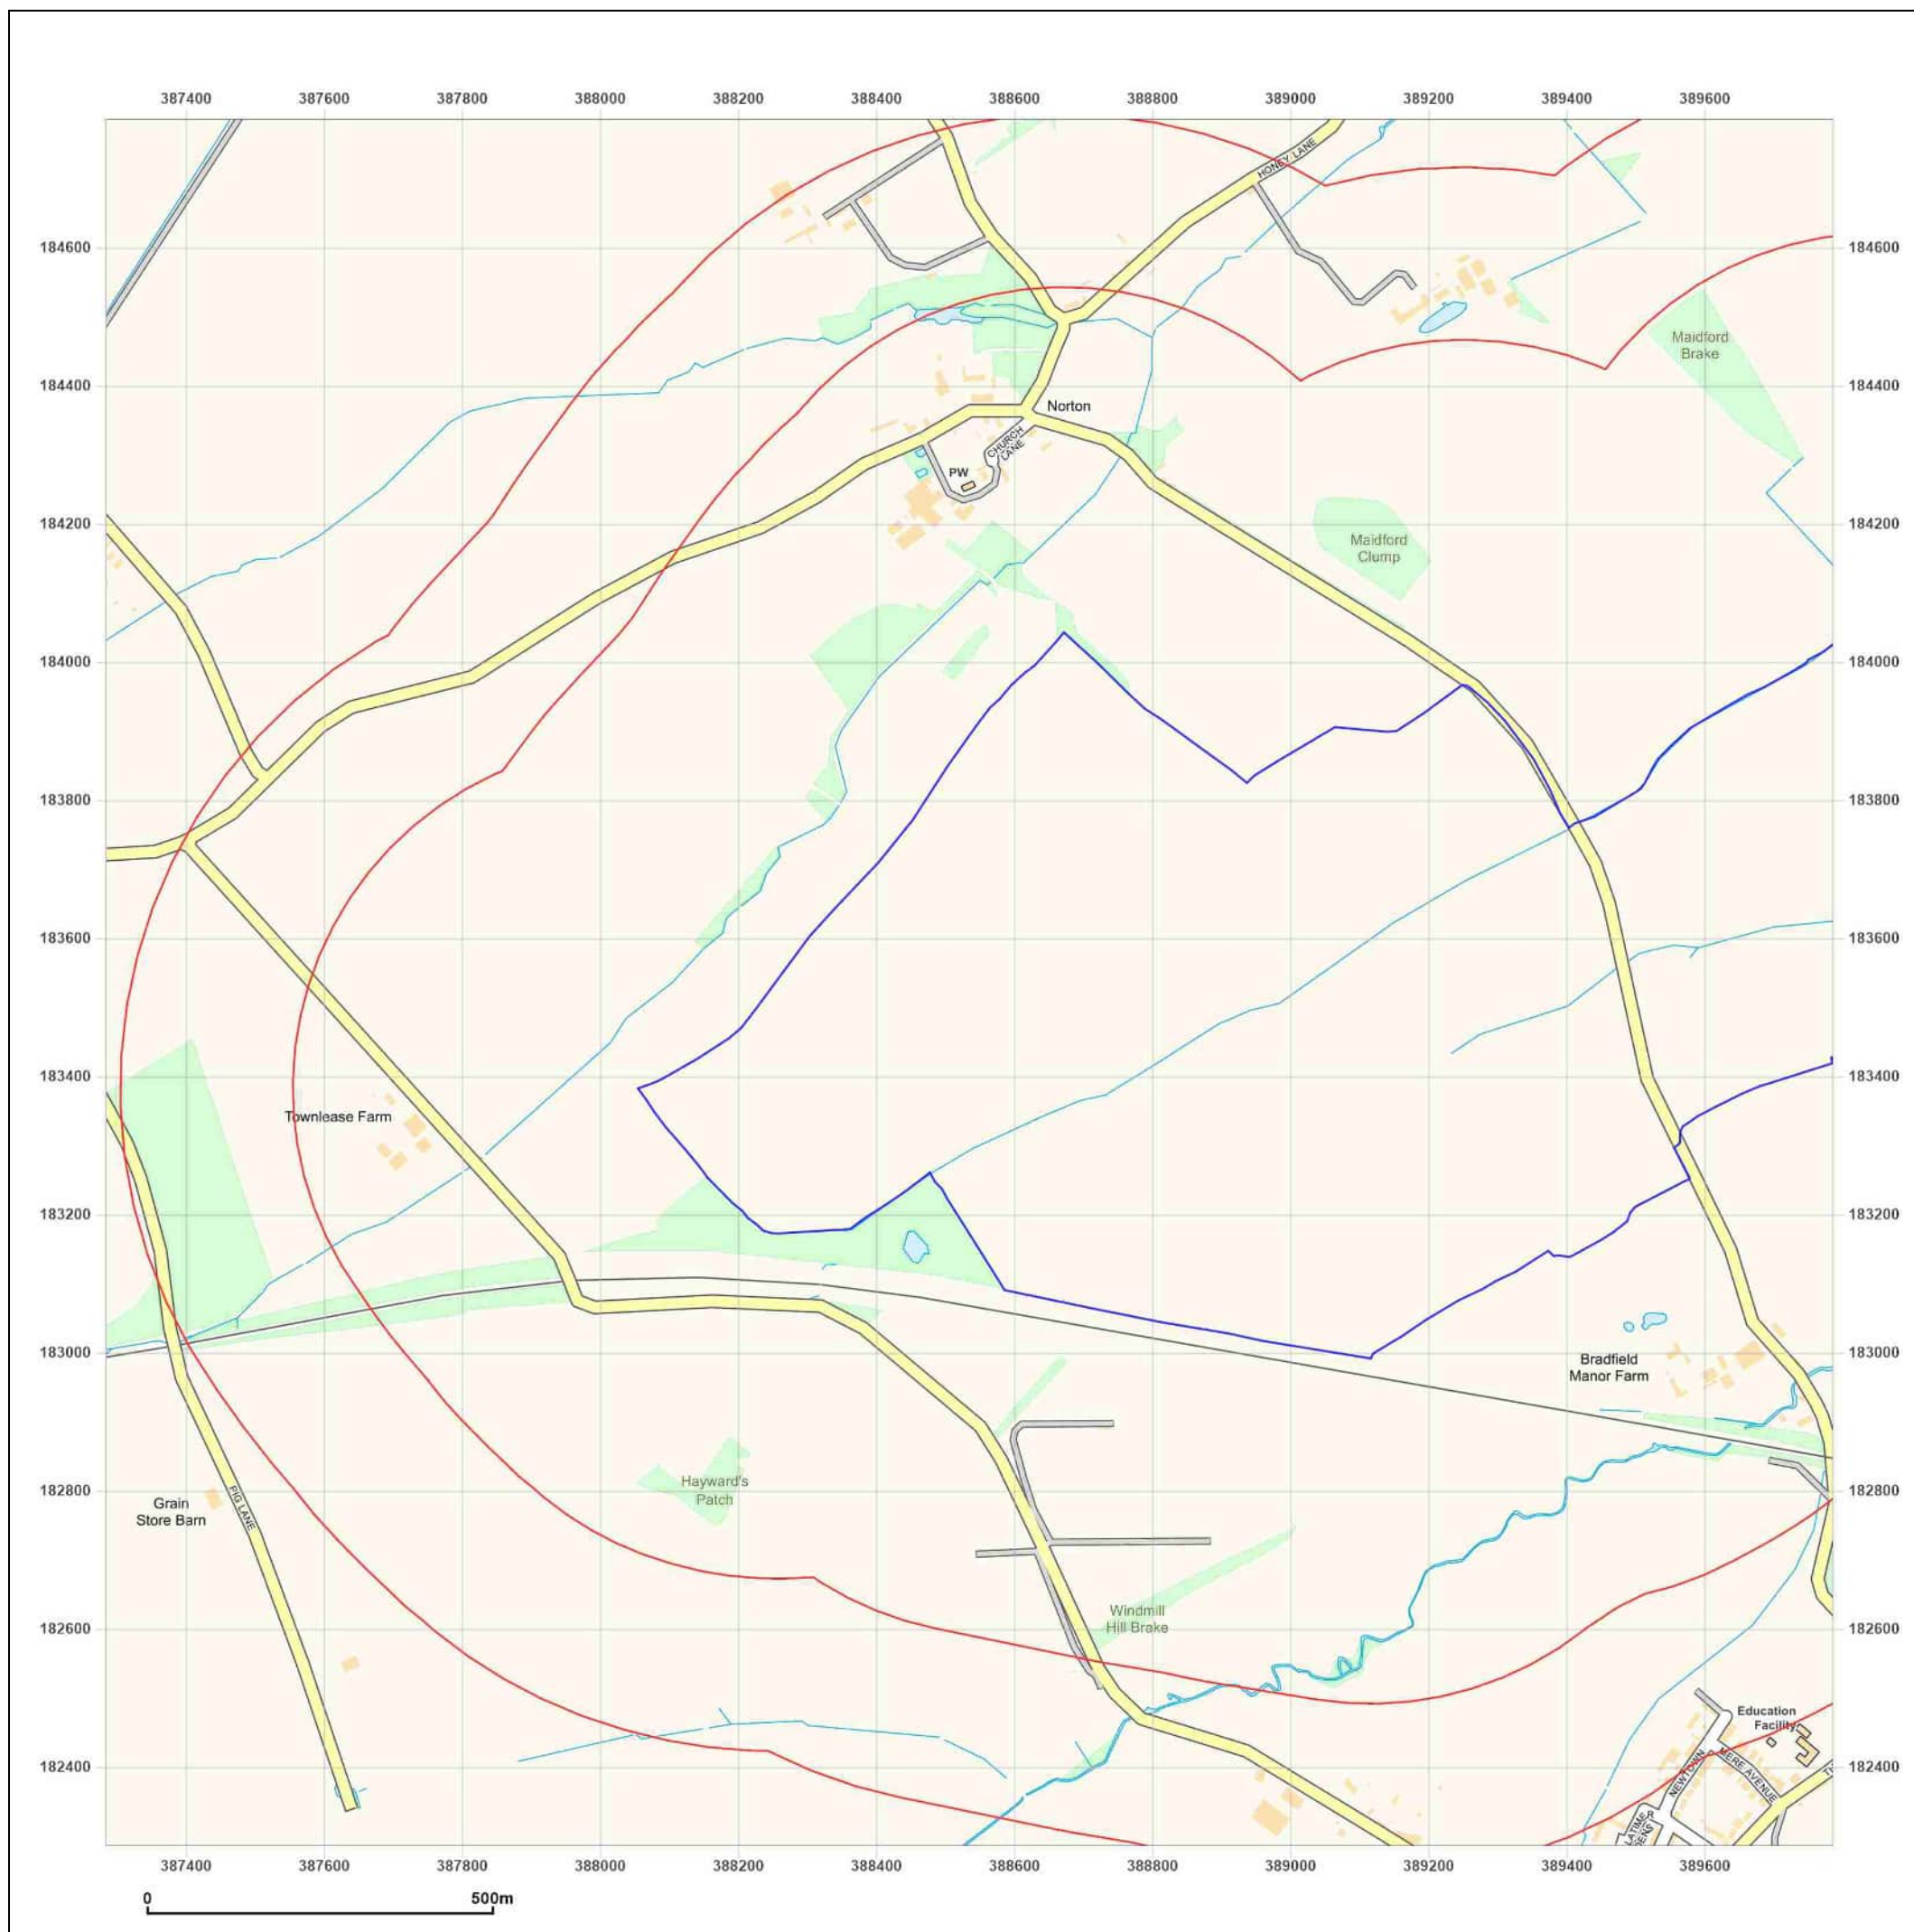 387400 387600 387800 388000 388200 388400 388600 388800 389000 389200 389400 389600
HONEY LANE
184600 184600
Maidford
Brake
184400 184400
Norton
CHURCH
LANE
PW
184200 184200
Maidford
Clump
184000 184000
183800 183800
183600 183600
183400 183400
Townlease Farm
183200 183200
183000 183000
Bradfield
Manor Farm
Hayward's
Patch
182800 182800
Grain
Store Barn
PIG LANE
Windmill
Hill Brake
182600 182600
Education
Facility
182400 182400
NEWTOWN
MERE AVENUE
387400 387600 387800 388000 388200 388400 388600 388800 389000 389200 389400 389600
0 500m